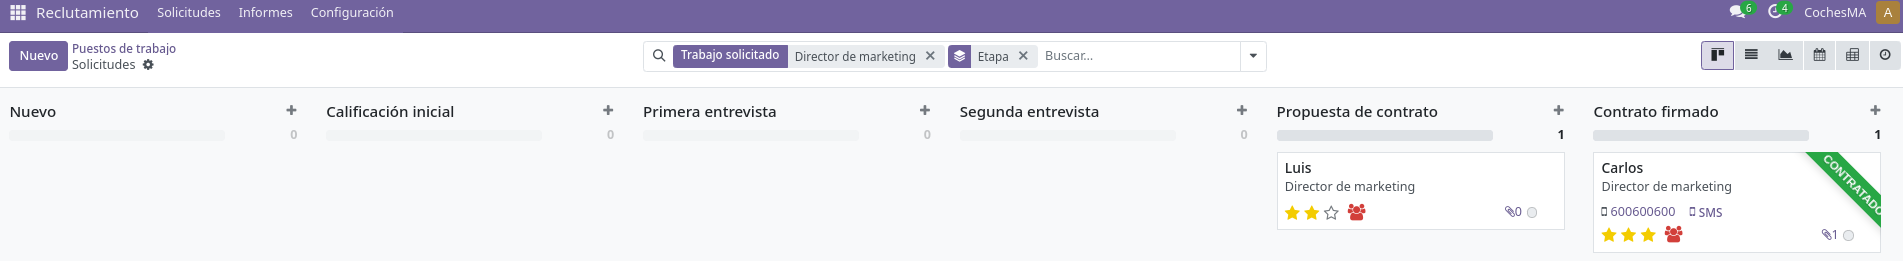 Reclutamiento Solicitudes Informes Configuración 6 4 CochesMA A
Nuevo Puestos de trabajo
Solicitudes
Trabajo solicitado Director de marketing Etapa Buscar...
Nuevo
0
Calificación inicial
0
Primera entrevista
0
Segunda entrevista
0
Propuesta de contrato
1
Luis
Director de marketing
0
Contrato firmado
1
Carlos
Director de marketing
CONTRATADO
600600600 SMS
1